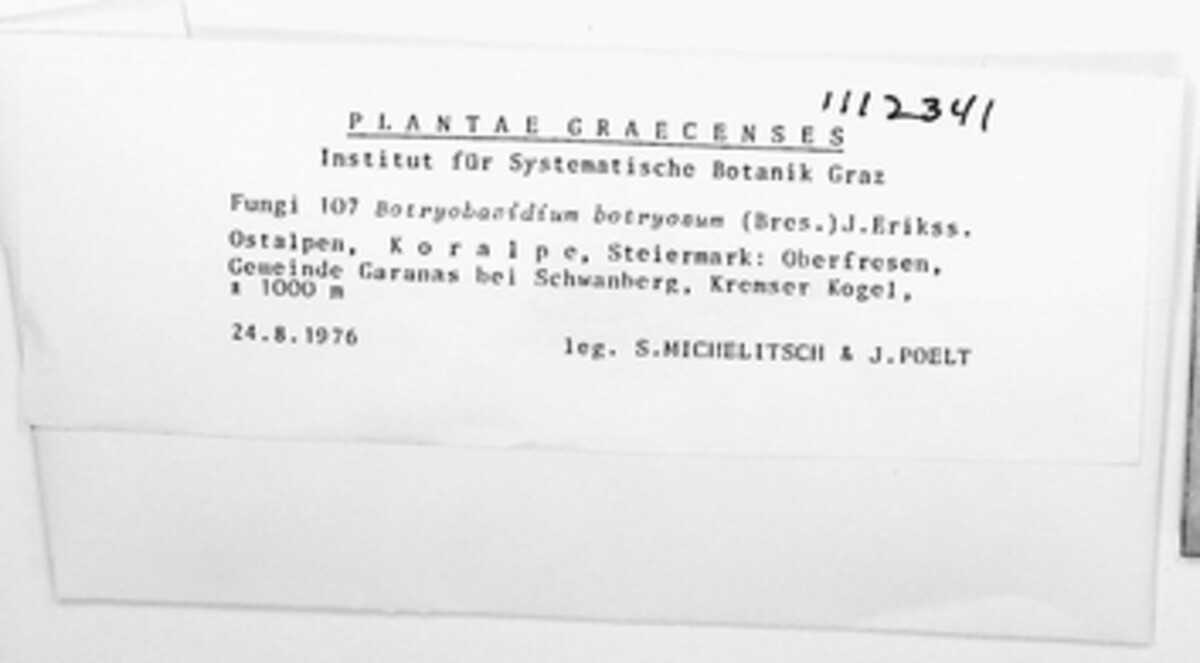 1112341
PLANTAE GRAECENSES
Institut für Systematische Botanik Graz
Fungi 107 Botryobasidium botryosum (Bres.)J.Erikss.
Ostalpen, K o r a l p e, Steiermark: Oberfresen,
Gemeinde Garanas bei Schwanberg, Kremser Kogel,
± 1000 m
24.8.1976 leg. S.MICHELITSCH & J.POELT